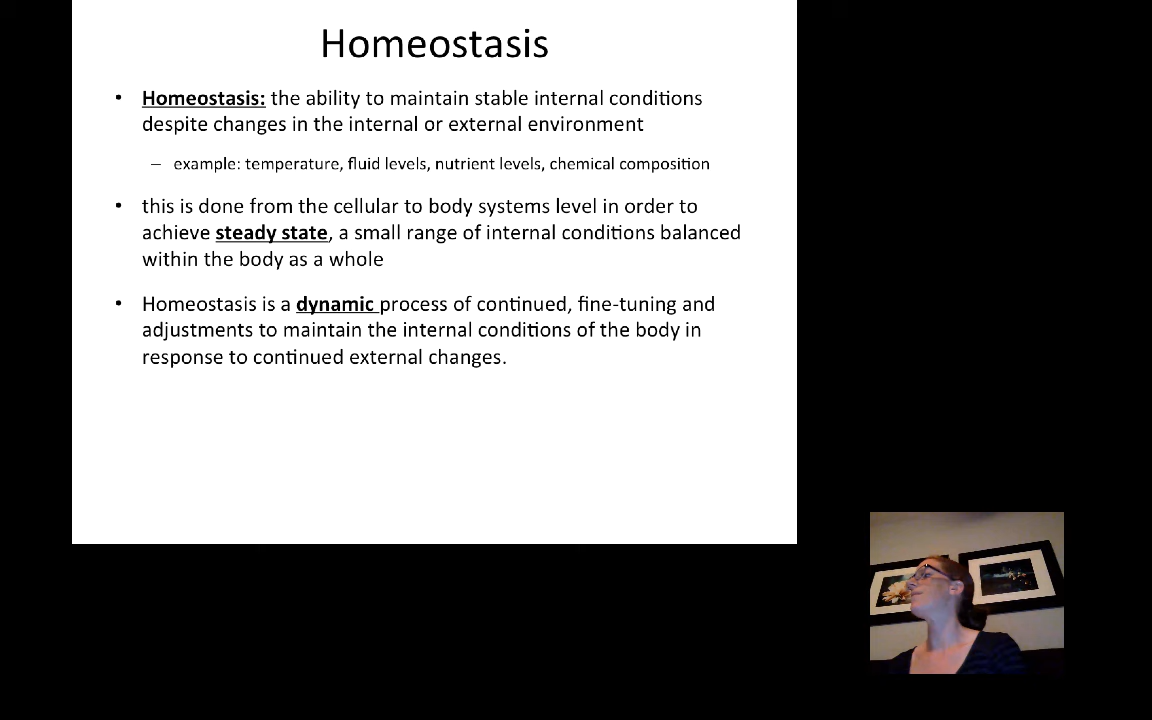 Homeostasis
• Homeostasis: the ability to maintain stable internal conditions
despite changes in the internal or external environment
– example: temperature, fluid levels, nutrient levels, chemical composition
• this is done from the cellular to body systems level in order to
achieve steady state, a small range of internal conditions balanced
within the body as a whole
• Homeostasis is a dynamic process of continued, fine-tuning and
adjustments to maintain the internal conditions of the body in
response to continued external changes.